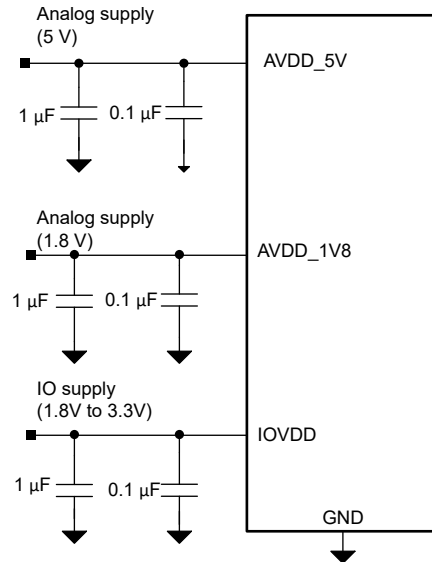 Analog supply
(5 V)
AVDD_5V
1 µF
0.1 µF
Analog supply
(1.8 V)
AVDD_1V8
1 µF
0.1 µF
IO supply
(1.8V to 3.3V)
IOVDD
1 µF
0.1 µF
GND